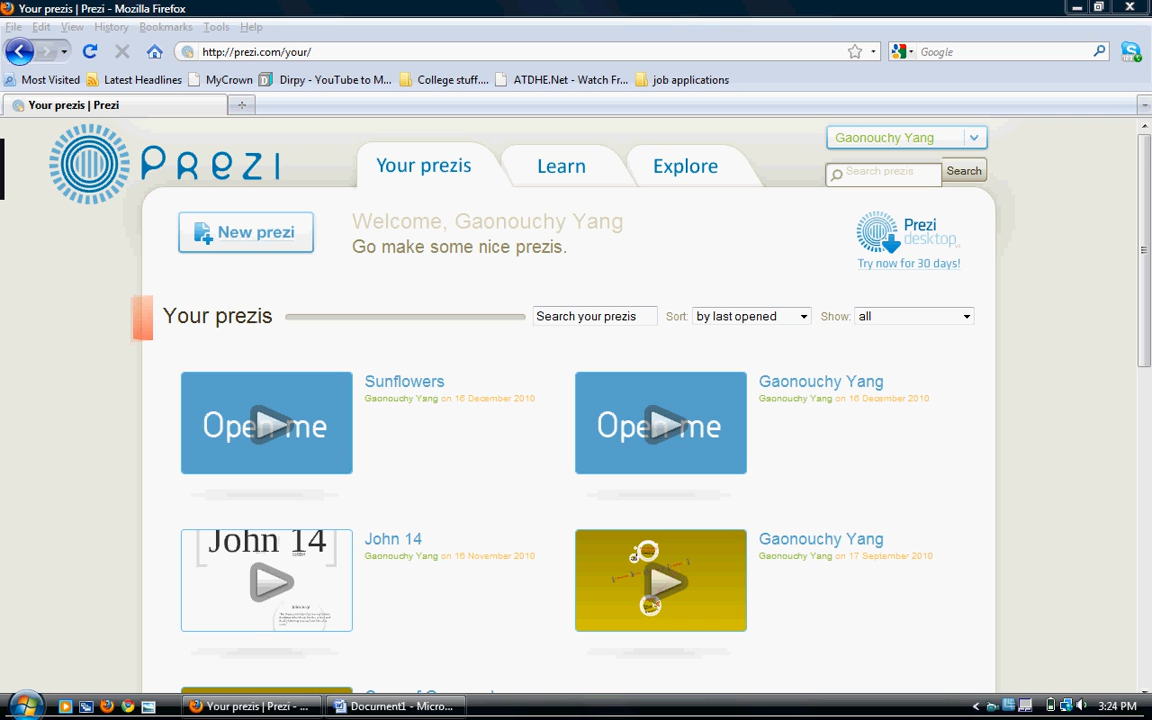 Your prezis | Prezi - Mozilla Firefox
File Edit View History Bookmarks Tools Help
http://prezi.com/your/
Google
Most Visited Latest Headlines MyCrown Dirpy - YouTube to M... College stuff.... ATDHE.Net - Watch Fr... job applications
Your prezis | Prezi
Gaonouchy Yang
PREZI
Your prezis Learn Explore
Search prezis Search
New prezi
Welcome, Gaonouchy Yang
Go make some nice prezis.
Prezi
desktop
Try now for 30 days!
Your prezis
Search your prezis Sort: by last opened Show: all
Sunflowers
Gaonouchy Yang on 16 December 2010
Open me
Gaonouchy Yang
Gaonouchy Yang on 16 December 2010
Open me
John 14
Gaonouchy Yang on 16 November 2010
John 14
Gaonouchy Yang
Gaonouchy Yang on 17 September 2010
Your prezis | Prezi - ... Document1 - Micro... 3:24 PM